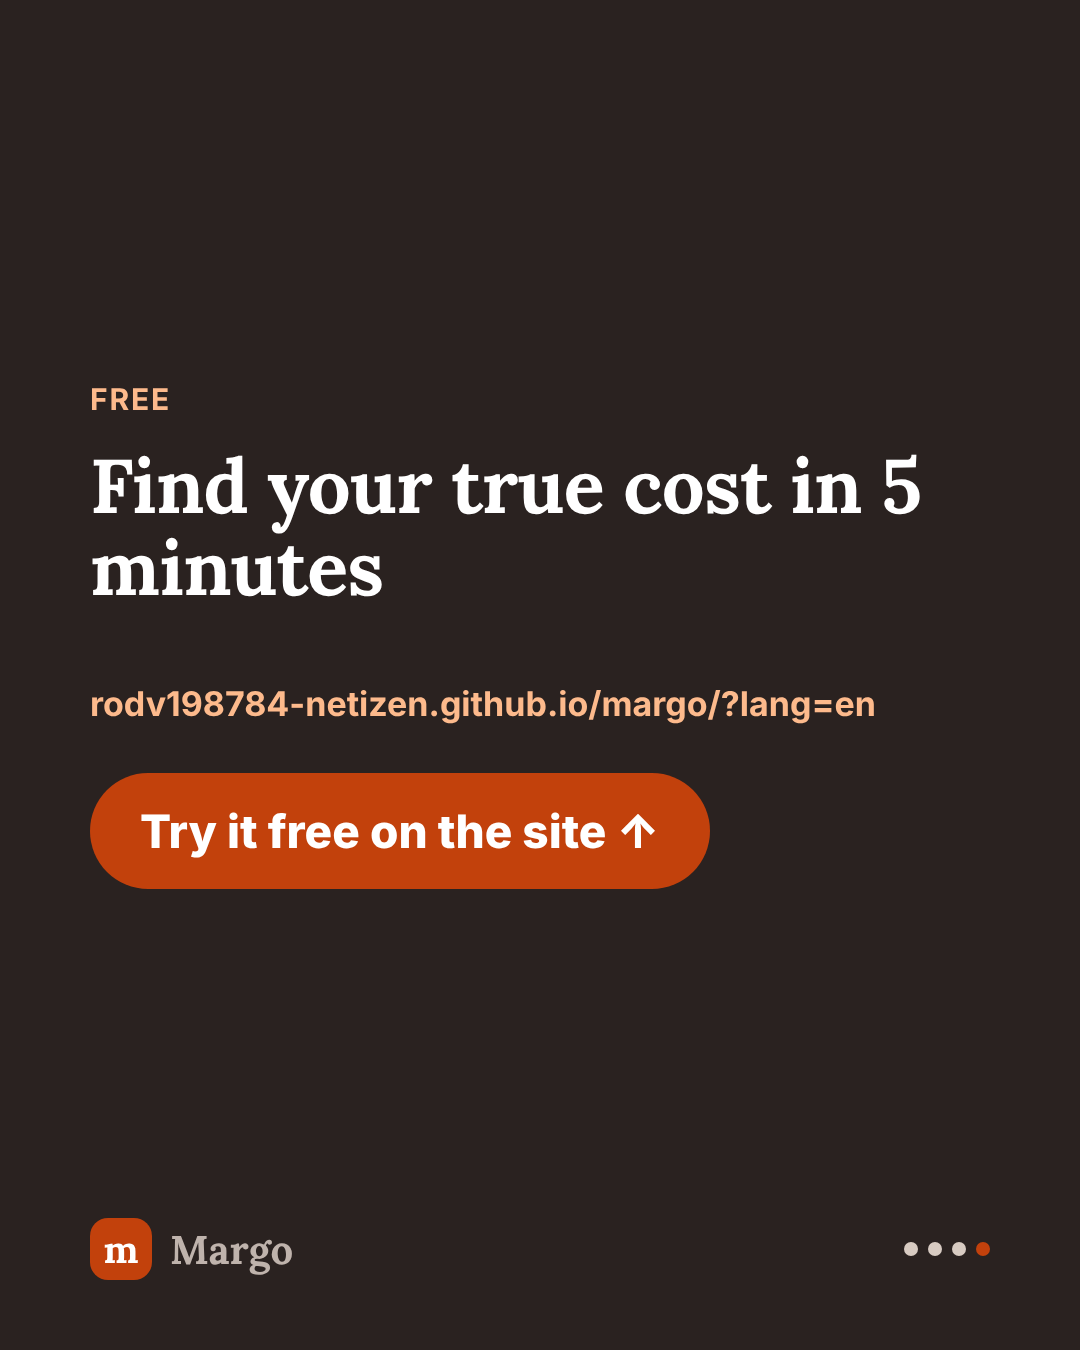 FREE
Find your true cost in 5
minutes
rodv198784-netizen.github.io/margo/?lang=en
Try it free on the site ↑
m Margo